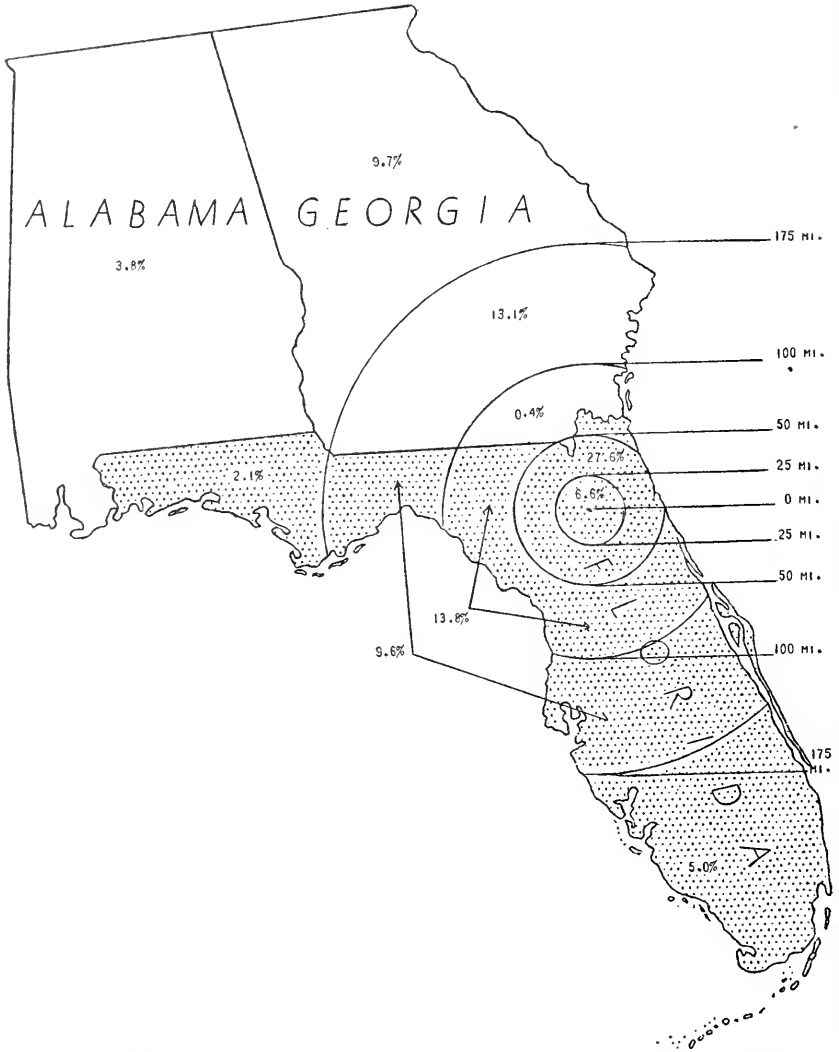 9.7%
ALABAMA GEORGIA
3.8%
175 MI.
13.1%
100 MI.
0.4%
50 MI.
27.6%
25 MI.
2.1%
6.6%
0 MI.
25 MI.
50 MI.
13.8%
9.6%
100 MI.
FLORIDA
175 MI.
5.0%